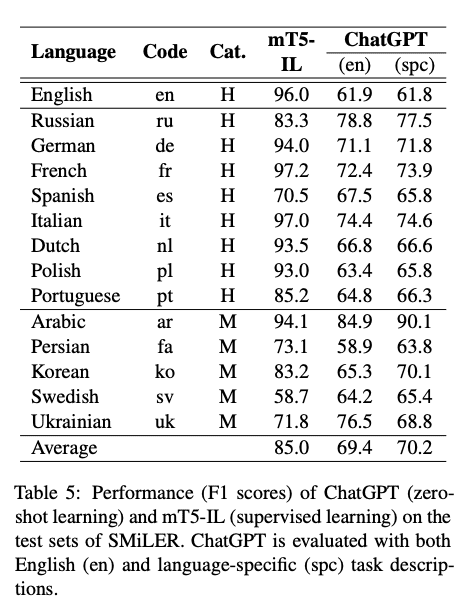 Language Code Cat. mT5-IL ChatGPT
(en) (spc)
English en H 96.0 61.9 61.8
Russian ru H 83.3 78.8 77.5
German de H 94.0 71.1 71.8
French fr H 97.2 72.4 73.9
Spanish es H 70.5 67.5 65.8
Italian it H 97.0 74.4 74.6
Dutch nl H 93.5 66.8 66.6
Polish pl H 93.0 63.4 65.8
Portuguese pt H 85.2 64.8 66.3
Arabic ar M 94.1 84.9 90.1
Persian fa M 73.1 58.9 63.8
Korean ko M 83.2 65.3 70.1
Swedish sv M 58.7 64.2 65.4
Ukrainian uk M 71.8 76.5 68.8
Average 85.0 69.4 70.2
Table 5: Performance (F1 scores) of ChatGPT (zero-
shot learning) and mT5-IL (supervised learning) on the
test sets of SMiLER. ChatGPT is evaluated with both
English (en) and language-specific (spc) task descrip-
tions.